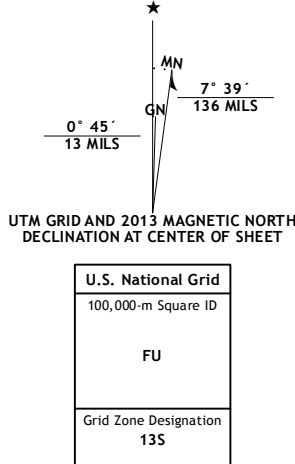 ★
MN
GN
7° 39´
136 MILS
0° 45´
13 MILS
UTM GRID AND 2013 MAGNETIC NORTH
DECLINATION AT CENTER OF SHEET
U.S. National Grid
100,000-m Square ID
FU
Grid Zone Designation
13S